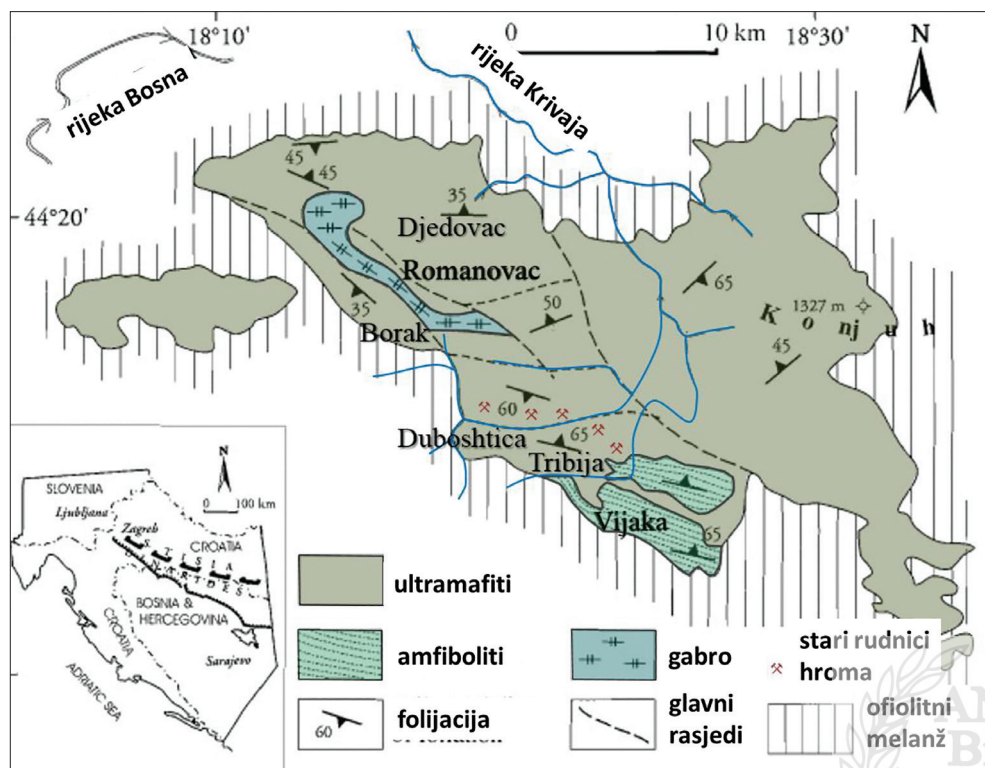 18°10'
0
10 km
18°30'
N
rijeka Bosna
rijeka Krivaja
45
45
44°20'
35
Djedovac
Romanovac
65
1327 m
K o nj u h
50
35
Borak
45
60
Duboshtica
65
Tribija
Vijaka
65
N
0 100 km
SLOVENIA
Ljubljana
Zagreb
CROATIA
TISIA
DINARIDES
BOSNIA &
HERCEGOVINA
CROATIA
Sarajevo
ADRIATIC SEA
ultramafiti
amfiboliti
gabro
stari rudnici
hroma
60
folijacija
glavni
rasjedi
ofiolitni
melanž